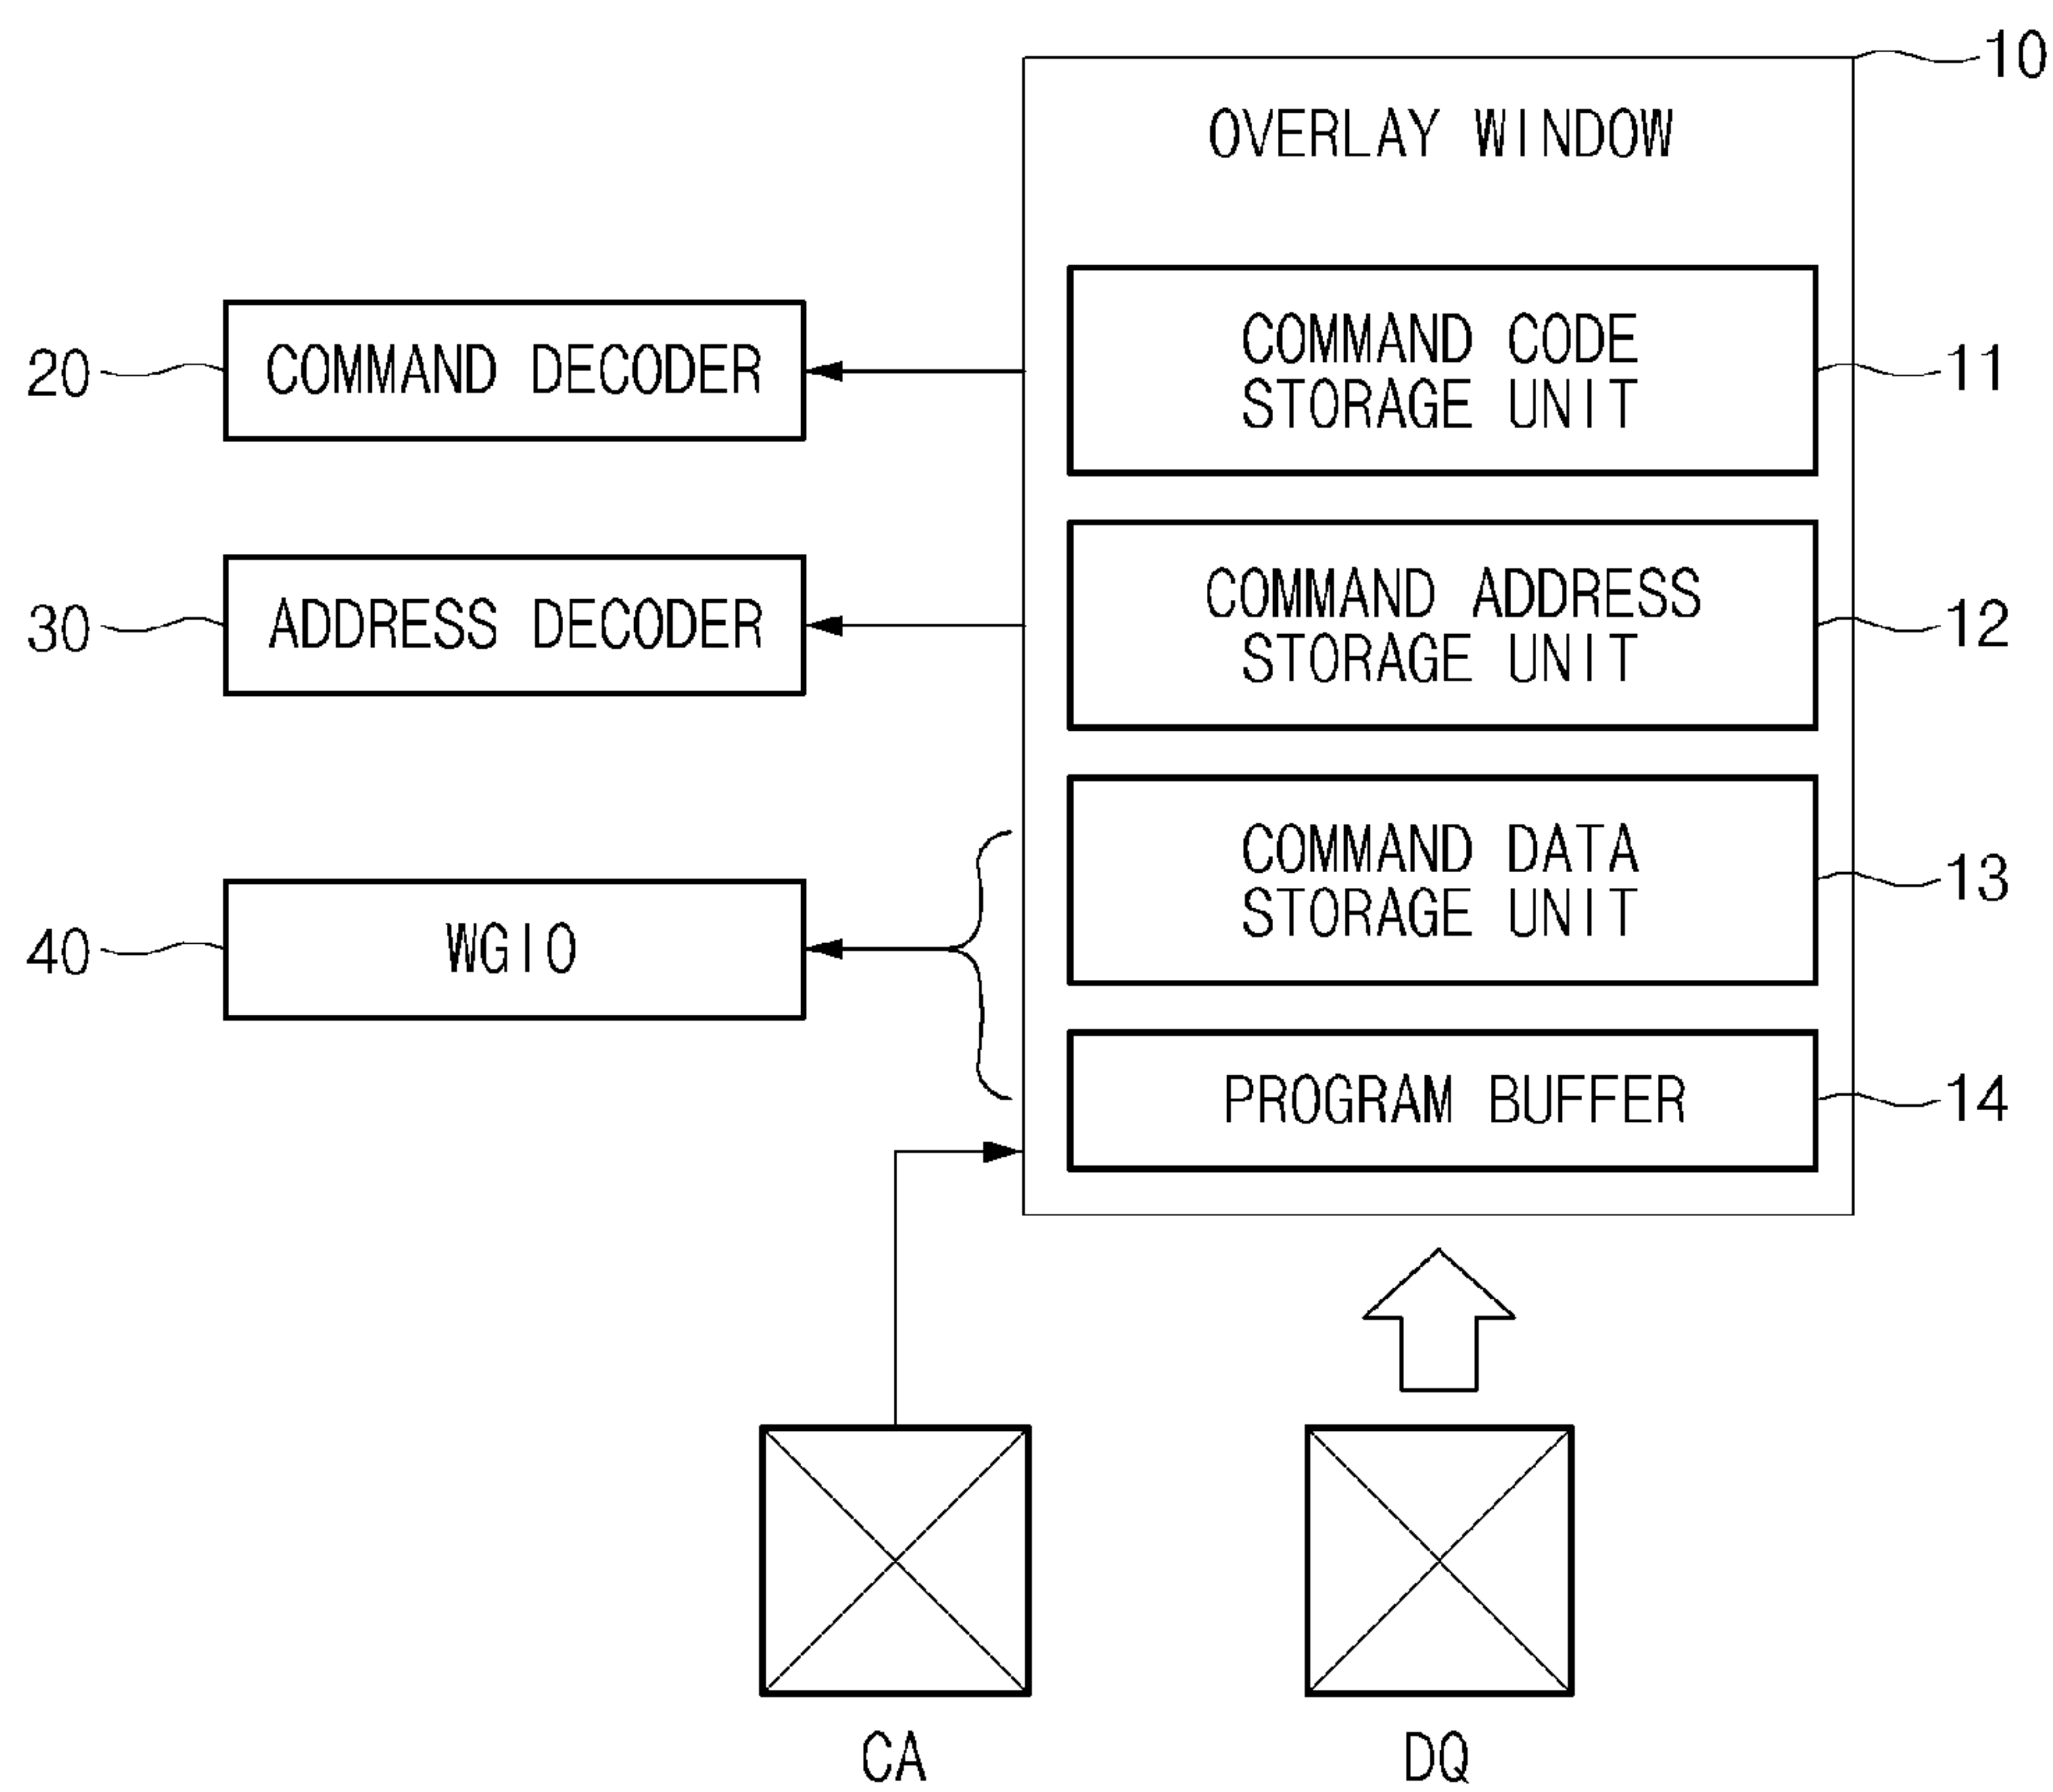 10
OVERLAY WINDOW
COMMAND CODE
STORAGE UNIT
11
20
COMMAND DECODER
COMMAND ADDRESS
STORAGE UNIT
12
30
ADDRESS DECODER
COMMAND DATA
STORAGE UNIT
13
40
WGIO
PROGRAM BUFFER
14
CA
DQ